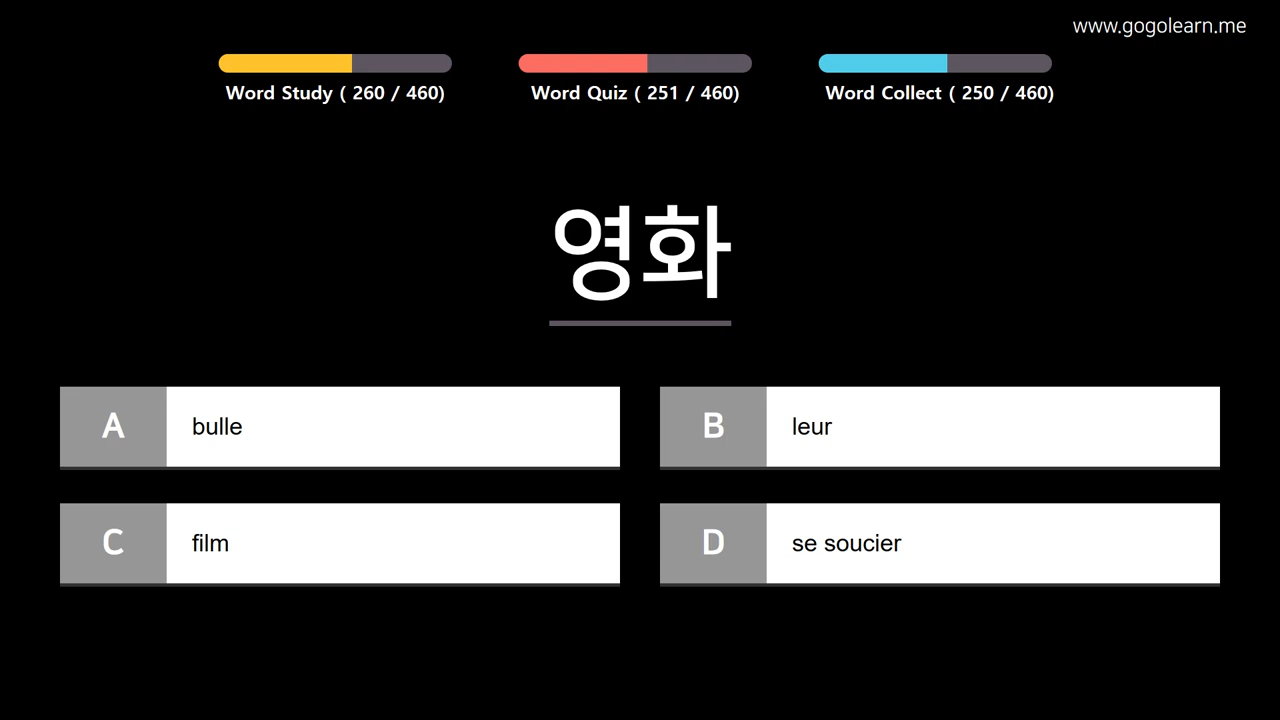 www.gogolearn.me
Word Study ( 260 / 460)
Word Quiz ( 251 / 460)
Word Collect ( 250 / 460)
영화
A bulle
B leur
C film
D se soucier